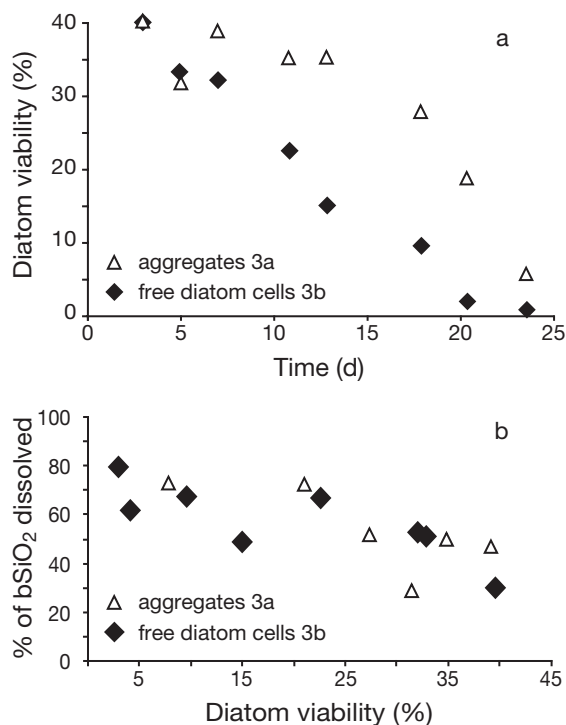 a
Diatom viability (%)
40
30
20
10
0
△ aggregates 3a
◆ free diatom cells 3b
0 5 10 15 20 25
Time (d)
b
% of bSiO₂ dissolved
100
80
60
40
20
0
△ aggregates 3a
◆ free diatom cells 3b
5 15 25 35 45
Diatom viability (%)